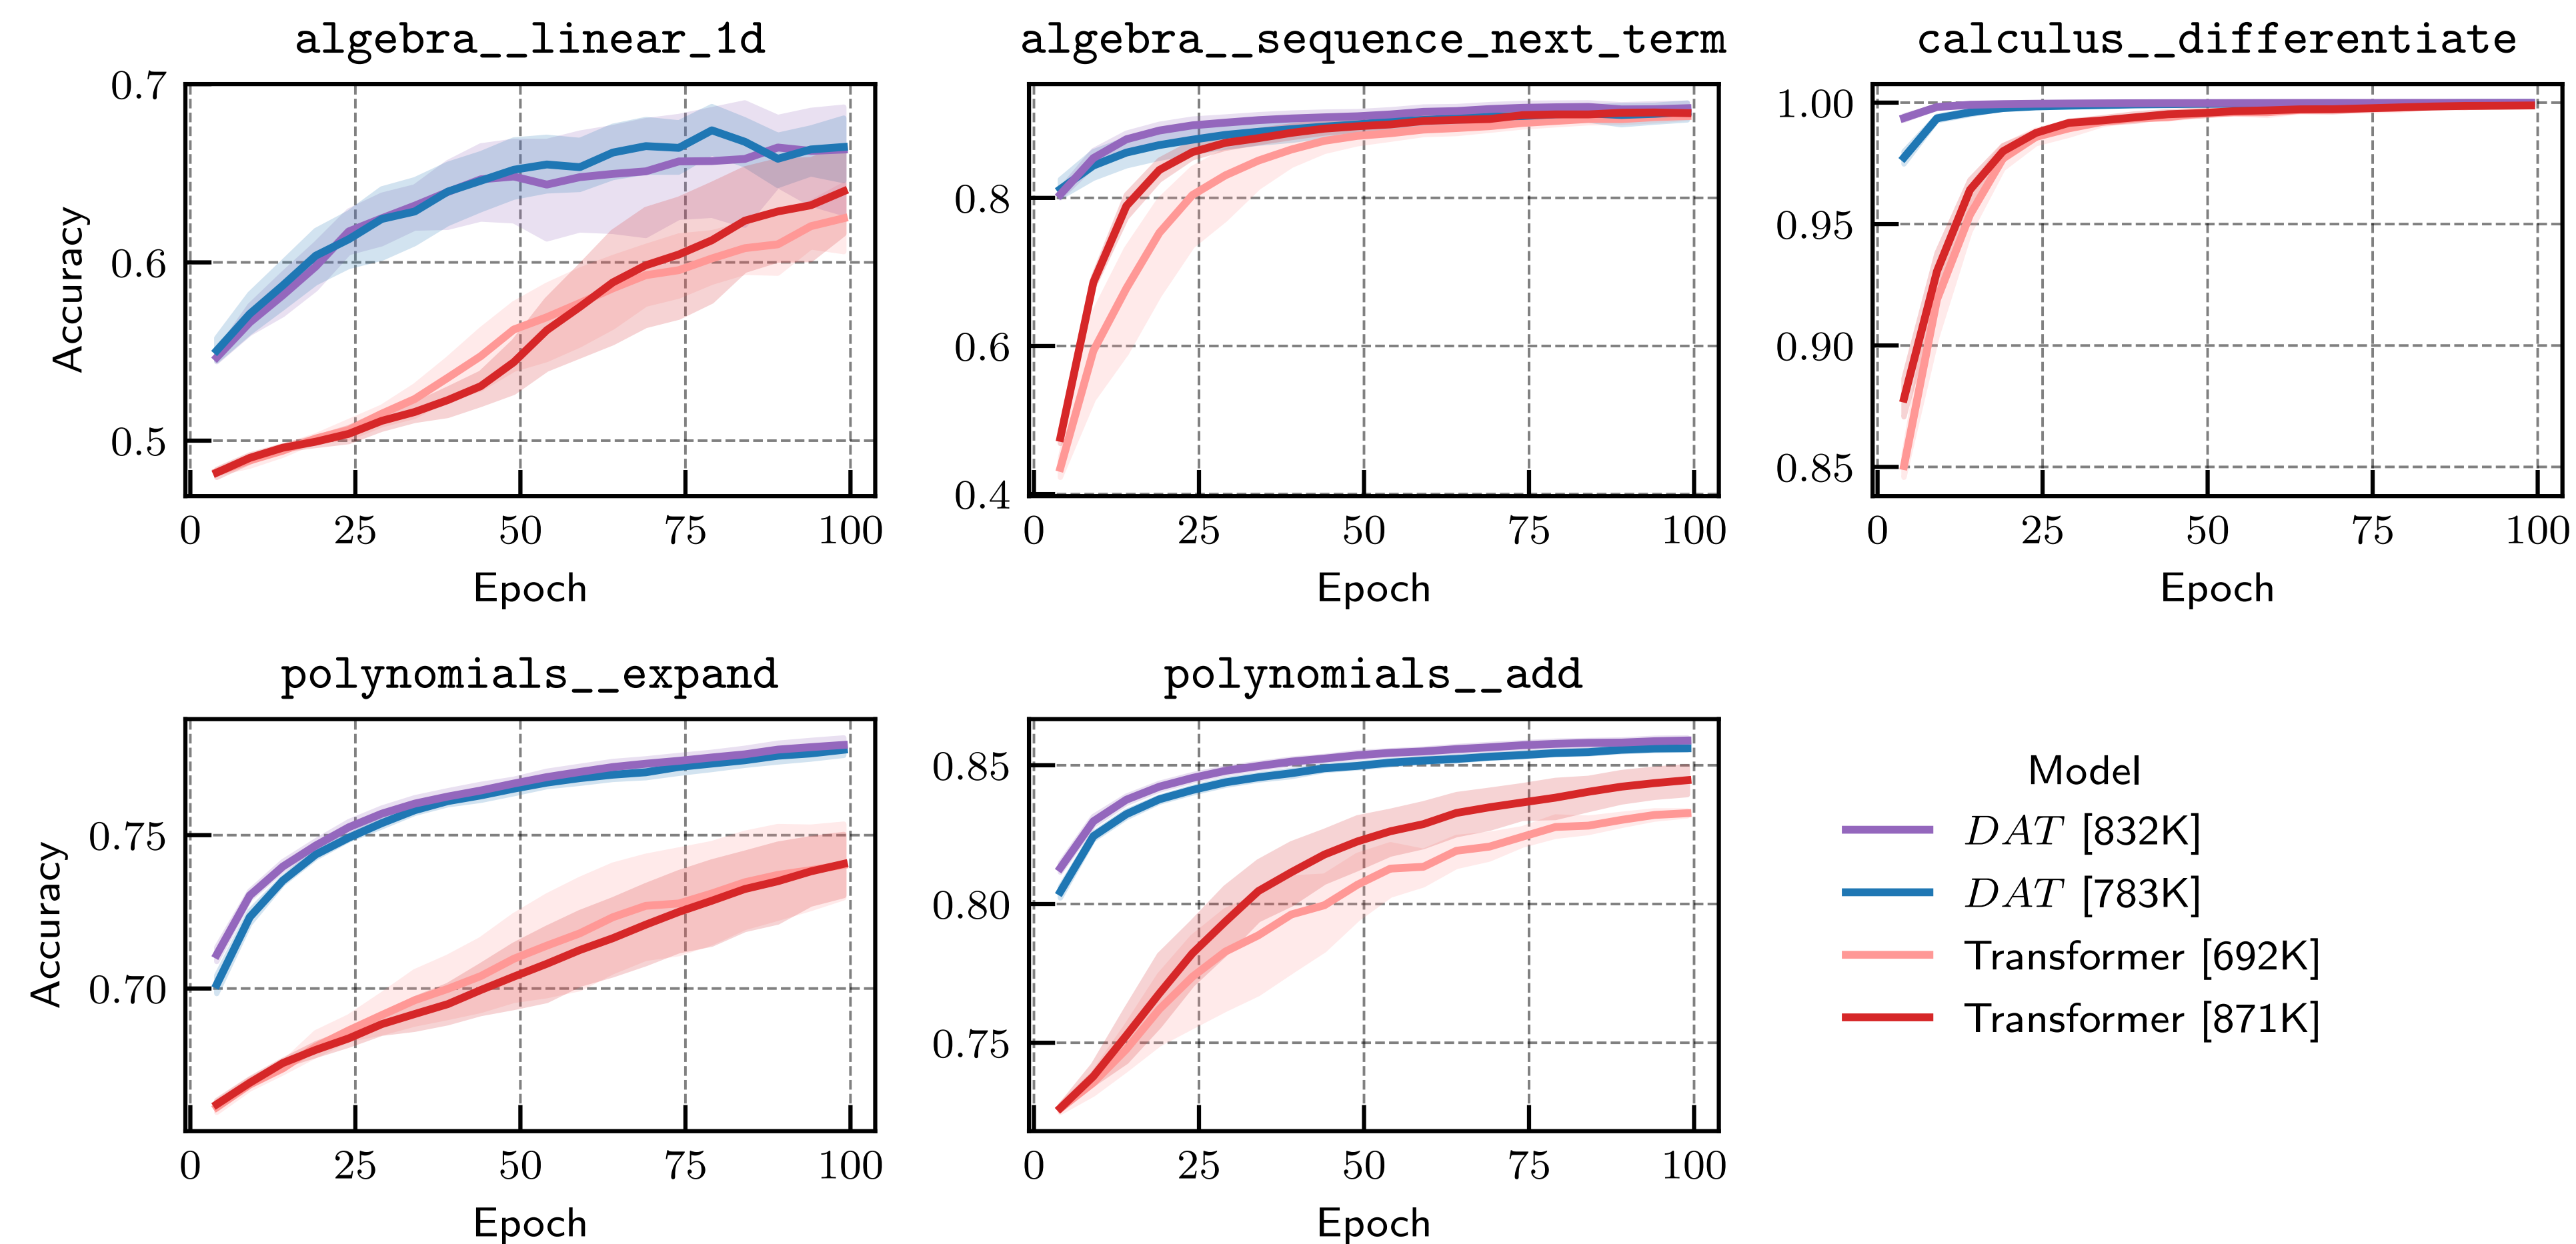 algebra__linear_1d
algebra__sequence_next_term
calculus__differentiate
Accuracy
0.7
0.6
0.5
0 25 50 75 100
Epoch
0.8
0.6
0.4
0 25 50 75 100
Epoch
1.00
0.95
0.90
0.85
0 25 50 75 100
Epoch
polynomials__expand
polynomials__add
Accuracy
0.75
0.70
0 25 50 75 100
Epoch
0.85
0.80
0.75
0 25 50 75 100
Epoch
Model
DAT [832K]
DAT [783K]
Transformer [692K]
Transformer [871K]